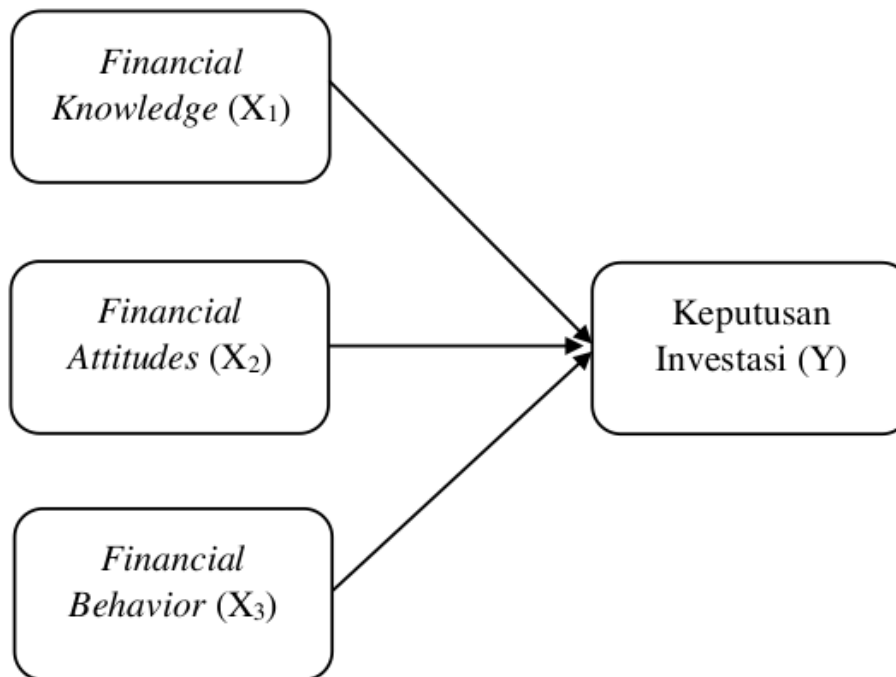 Financial
Knowledge (X₁)
Financial
Attitudes (X₂)
Keputusan
Investasi (Y)
Financial
Behavior (X₃)